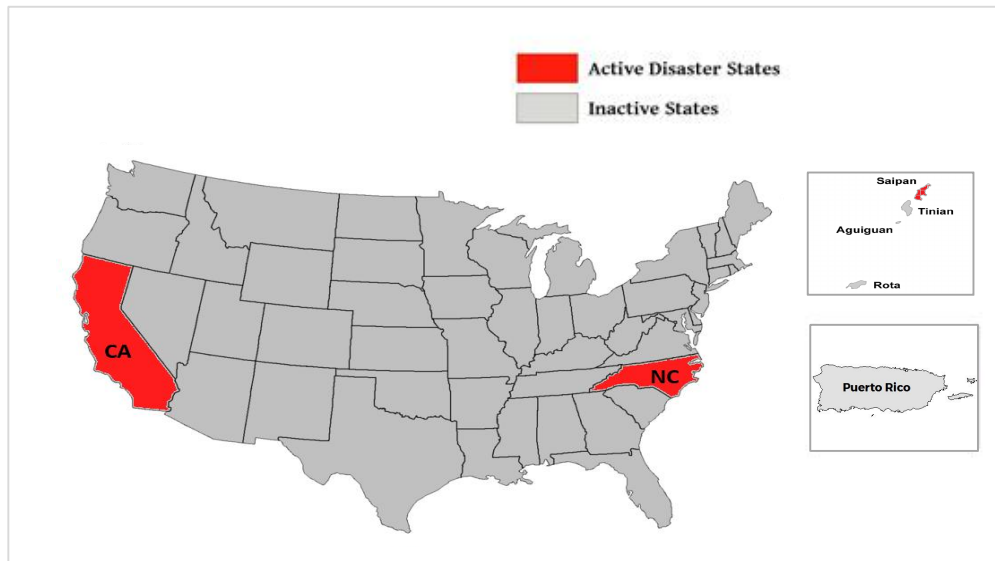 Active Disaster States
Inactive States
Saipan
Tinian
Aguiguan
Rota
CA
NC
Puerto Rico